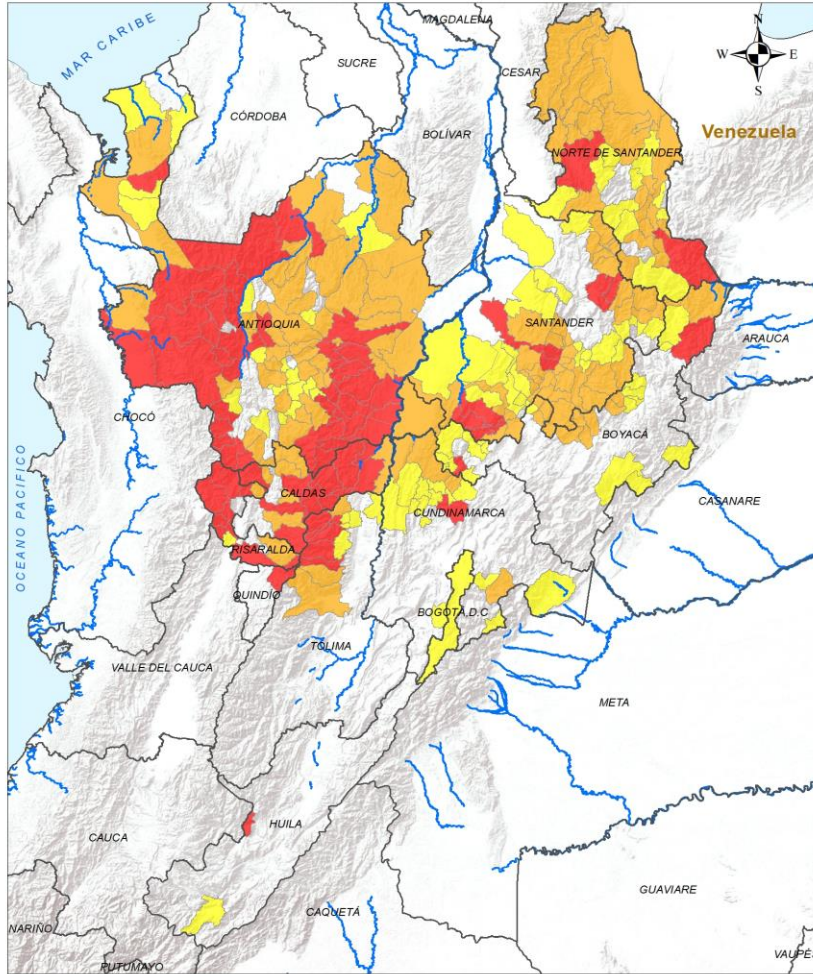 MAGDALENA
N
MAR CARIBE
SUCRE
CESAR
W
E
S
CÓRDOBA
BOLÍVAR
Venezuela
NORTE DE SANTANDER
ANTIOQUIA
SANTANDER
ARAUCA
CHOCÓ
BOYACÁ
OCEANO PACIFICO
CALDAS
CASANARE
CUNDINAMARCA
RISARALDA
QUINDÍO
BOGOTÁ, D.C
TOLIMA
VALLE DEL CAUCA
META
HUILA
CAUCA
GUAVIARE
CAQUETÁ
NARIÑO
PUTUMAYO
VAUPÉS